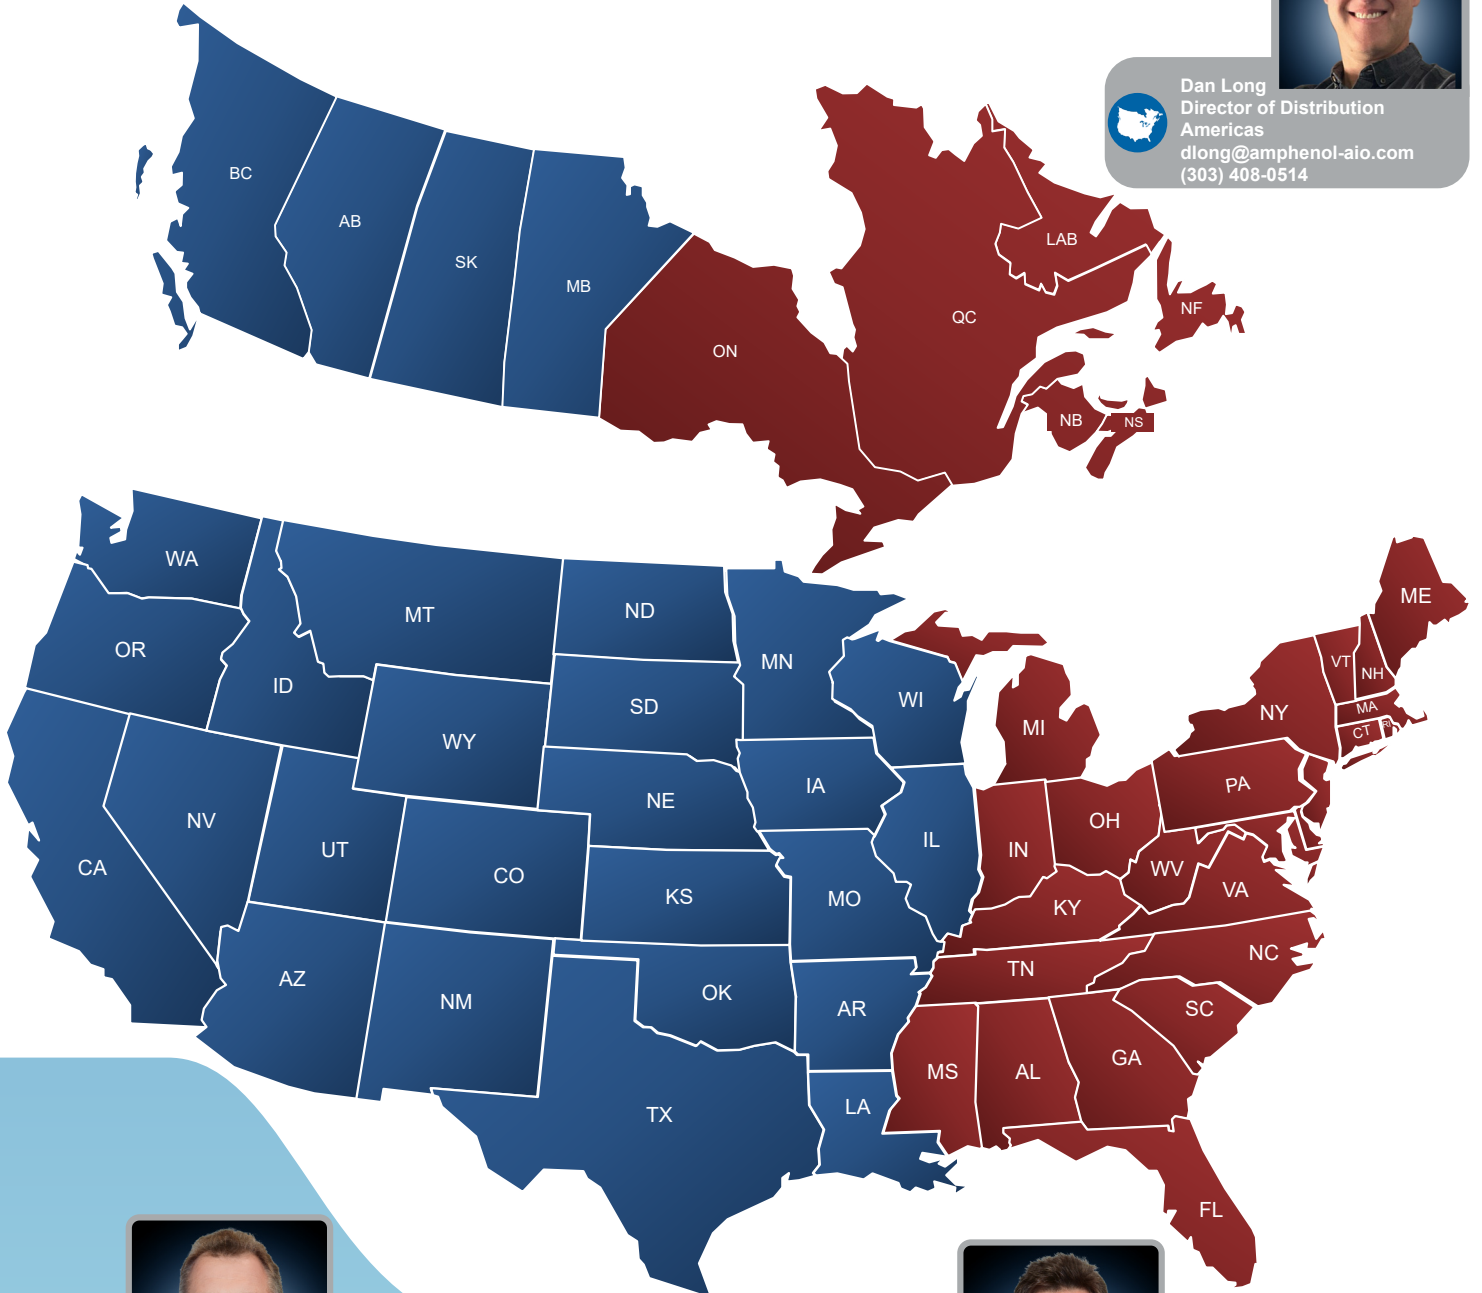 Dan Long
Director of Distribution
Americas
dlong@amphenol-aio.com
(303) 408-0514
BC
AB
SK
MB
ON
QC
LAB
NF
NB
NS
WA
OR
ID
MT
ND
MN
SD
WY
WI
MI
ME
VT
NH
NY
MA
CT
RI
PA
NE
IA
IL
IN
OH
NV
UT
CO
CA
KS
MO
WV
VA
KY
NC
TN
AZ
NM
OK
AR
SC
MS
AL
GA
TX
LA
FL